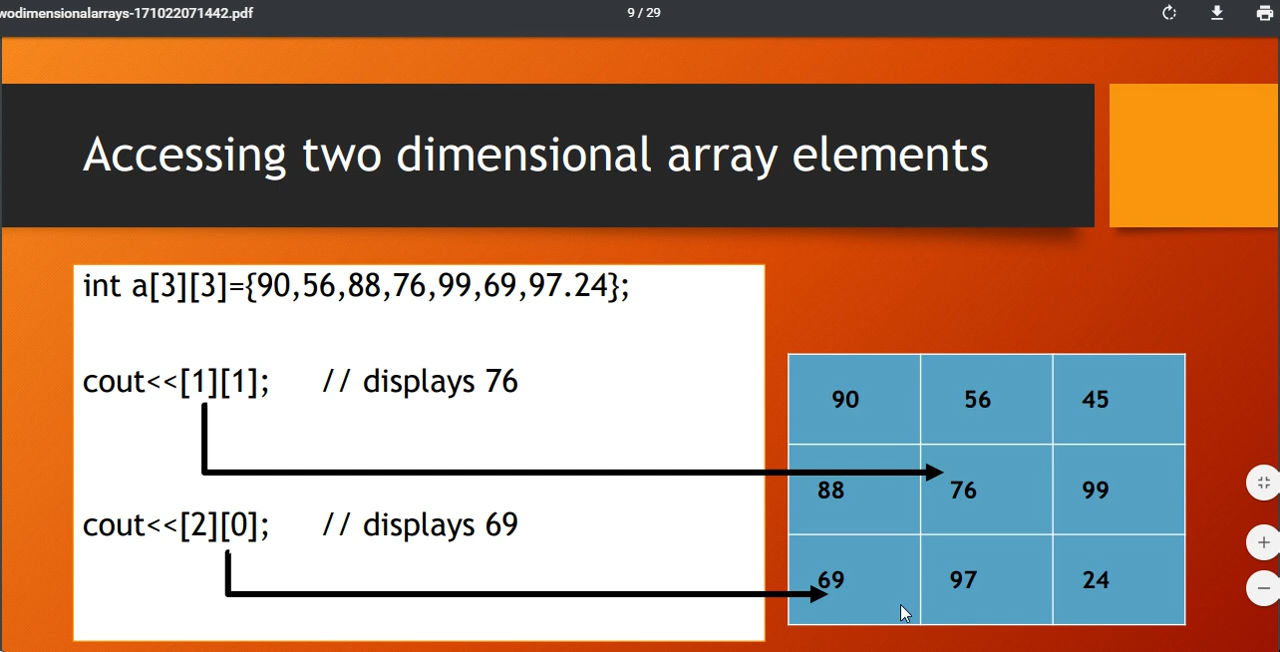 wodimensionalarrays-171022071442.pdf
9 / 29
Accessing two dimensional array elements
int a[3][3]={90,56,88,76,99,69,97.24};
cout<<[1][1]; // displays 76
cout<<[2][0]; // displays 69
90 56 45
88 76 99
69 97 24